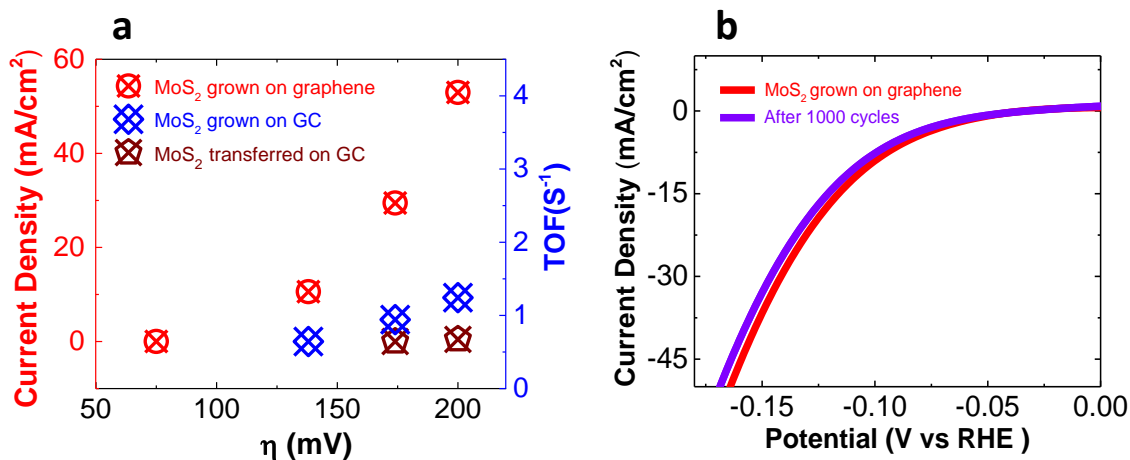 a
Current Density (mA/cm²)
60
40
20
0
MoS₂ grown on graphene
MoS₂ grown on GC
MoS₂ transferred on GC
4
3
2
1
0
TOF(S⁻¹)
50
100
150
200
η (mV)
b
Current Density (mA/cm²)
0
-15
-30
-45
MoS₂ grown on graphene
After 1000 cycles
-0.15
-0.10
-0.05
0.00
Potential (V vs RHE )